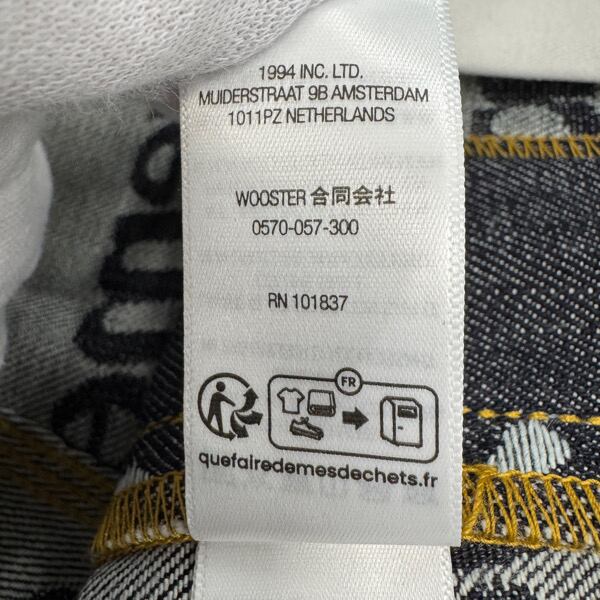 1994 INC. LTD.
MUIDERSTRAAT 9B AMSTERDAM
1011PZ NETHERLANDS
WOOSTER 合同会社
0570-057-300
RN 101837
FR
quefairedemesdechets.fr